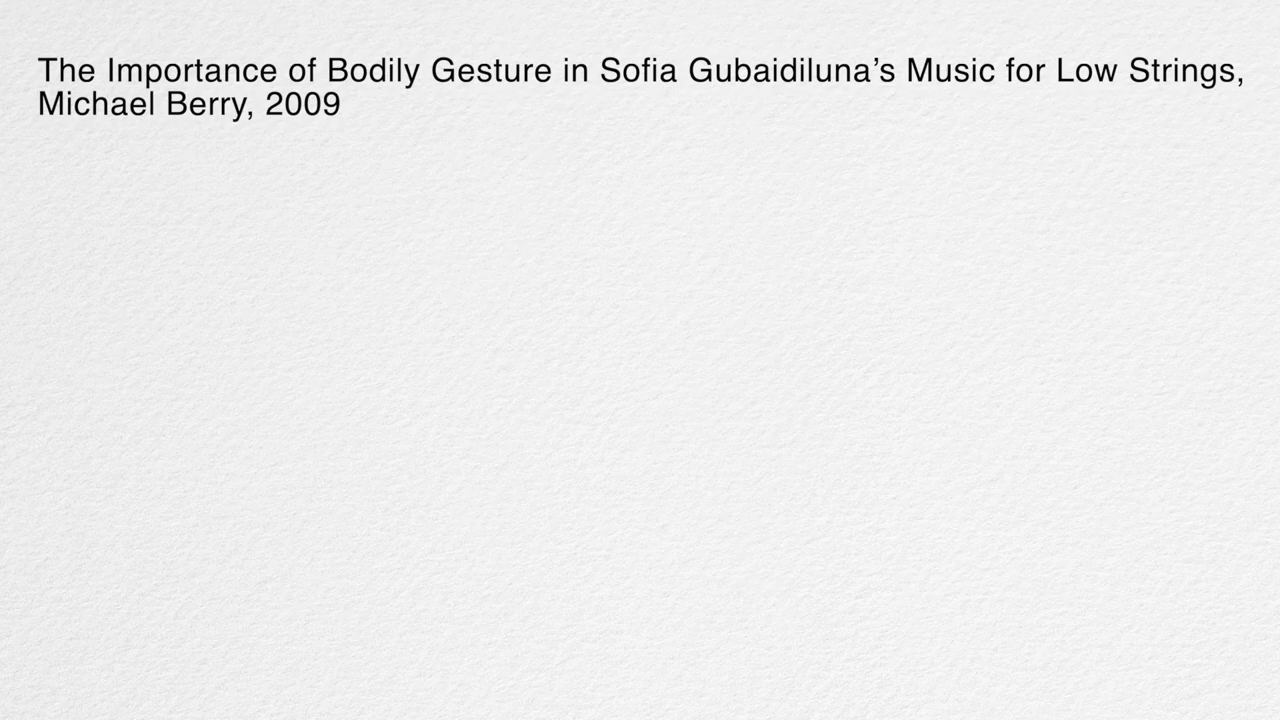 The Importance of Bodily Gesture in Sofia Gubaidiluna’s Music for Low Strings,
Michael Berry, 2009